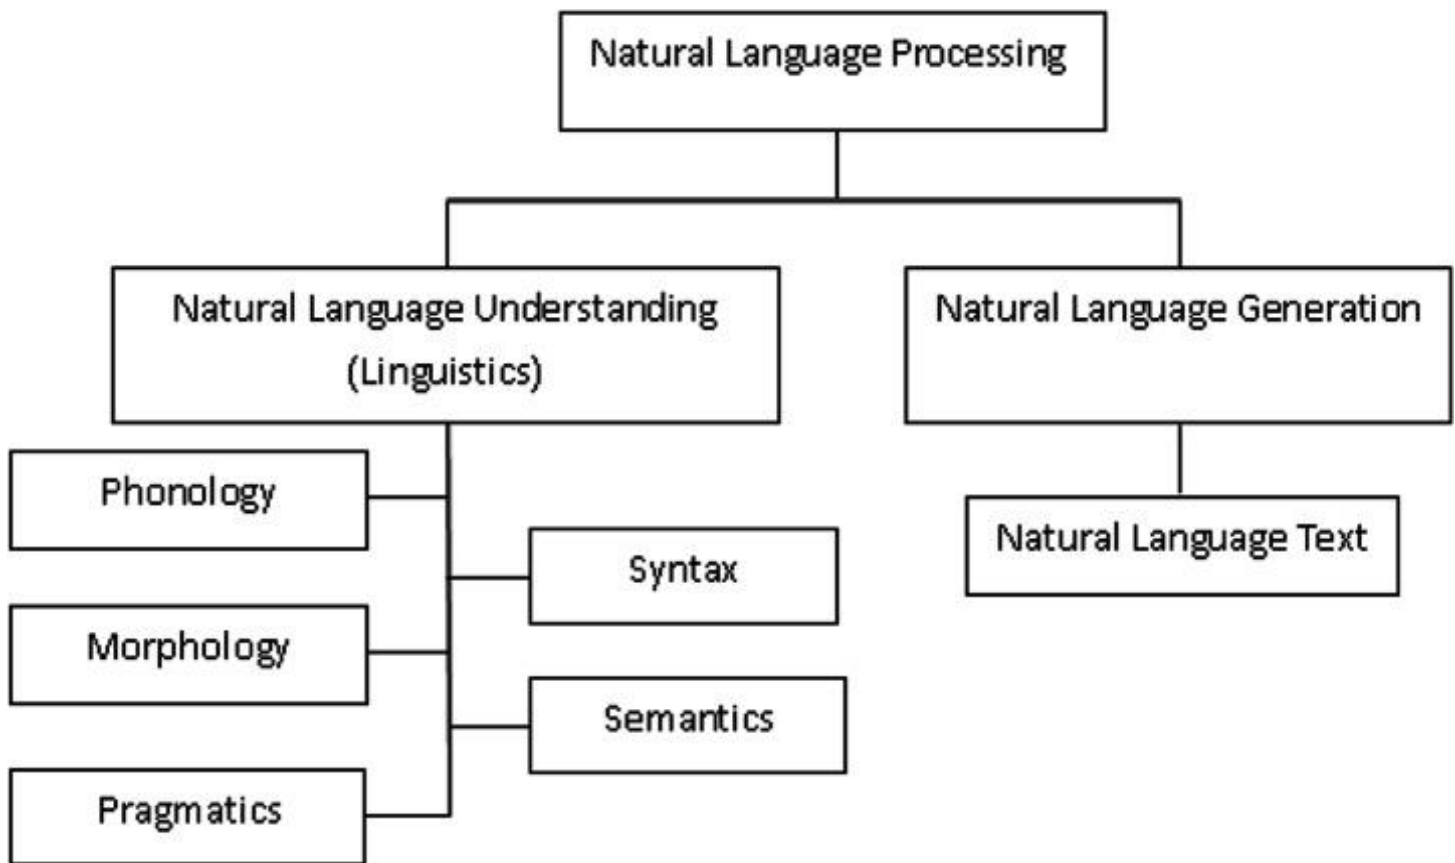 Natural Language Processing
Natural Language Understanding
(Linguistics)
Natural Language Generation
Phonology
Natural Language Text
Syntax
Morphology
Semantics
Pragmatics